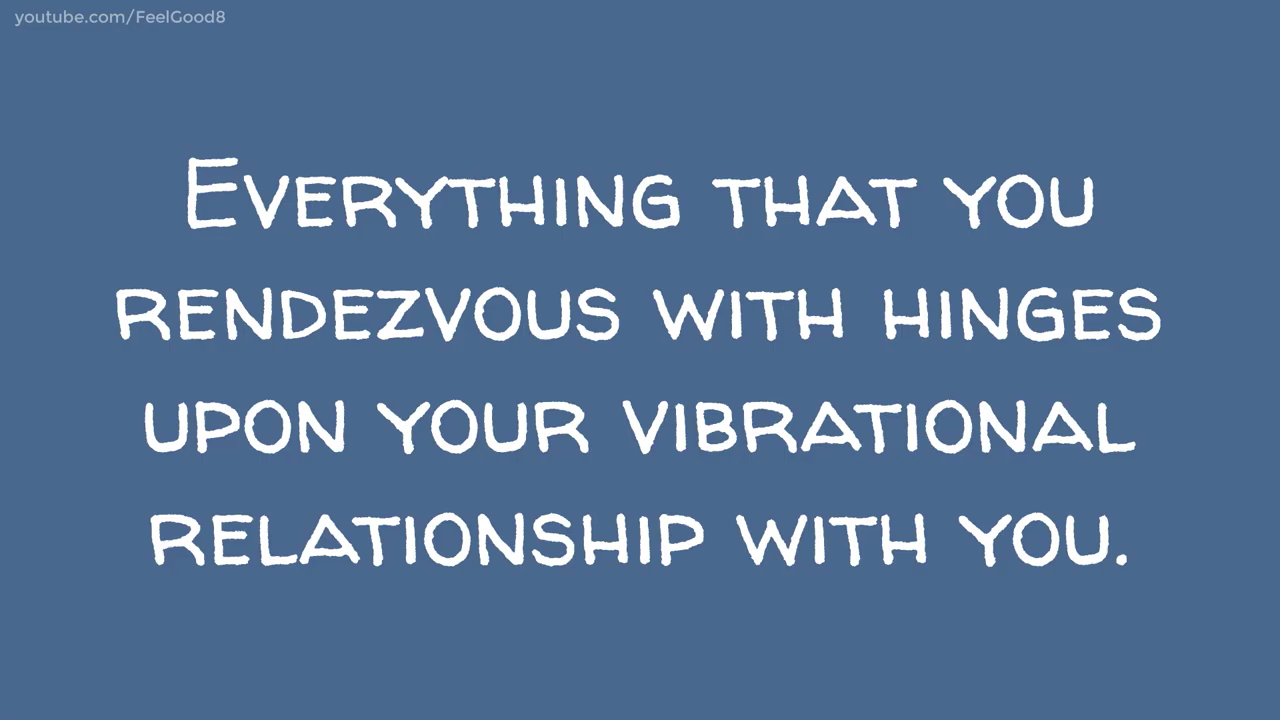 youtube.com/FeelGood8
Everything that you
rendezvous with hinges
upon your vibrational
relationship with you.